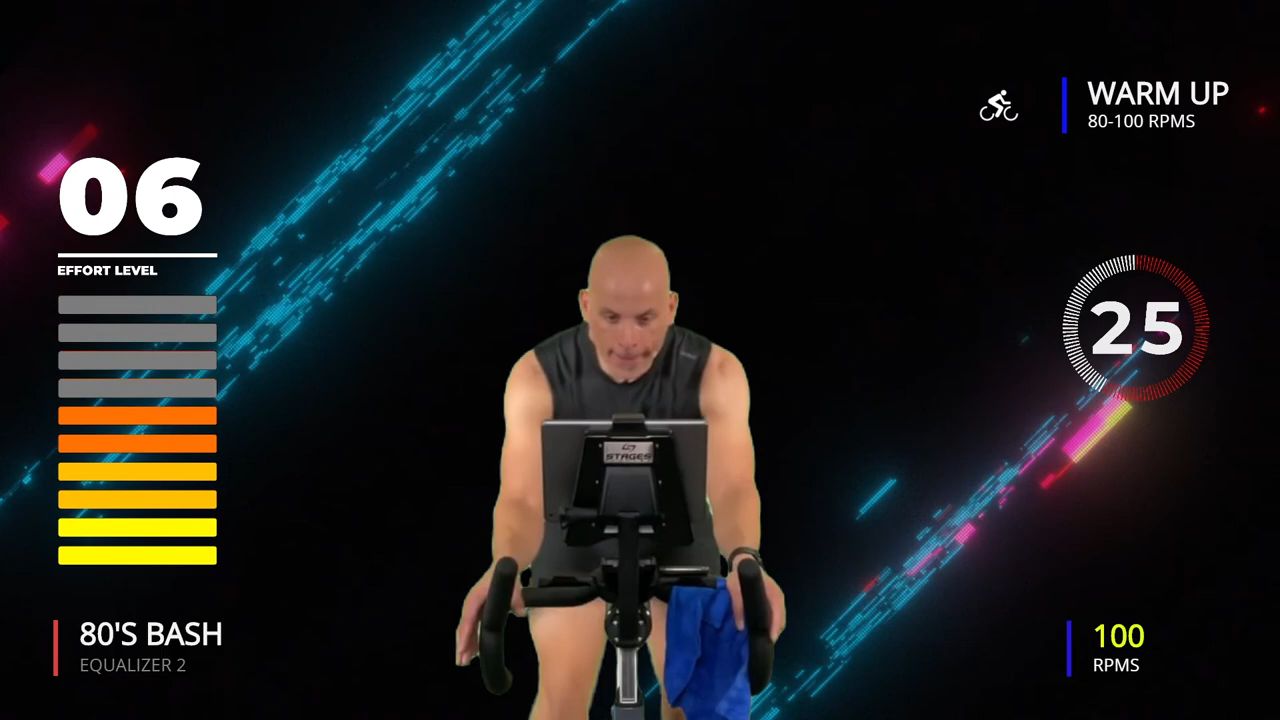 WARM UP
80-100 RPMS
06
EFFORT LEVEL
25
STAGES
80'S BASH
EQUALIZER 2
100
RPMS